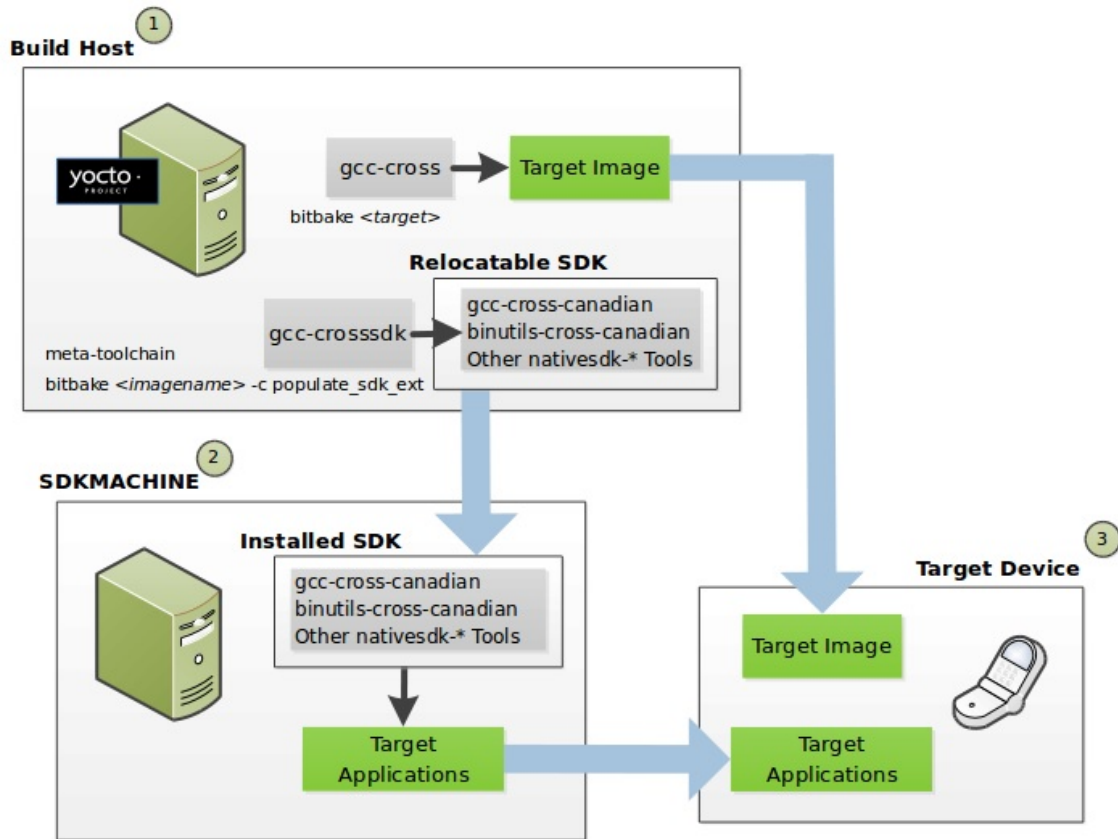 1
Build Host
yocto ·
PROJECT
gcc-cross
Target Image
bitbake <target>
Relocatable SDK
gcc-cross-canadian
binutils-cross-canadian
Other nativesdk-* Tools
gcc-crosssdk
meta-toolchain
bitbake <imagename> -c populate_sdk_ext
2
SDKMACHINE
Installed SDK
gcc-cross-canadian
binutils-cross-canadian
Other nativesdk-* Tools
Target
Applications
3
Target Device
Target Image
Target
Applications